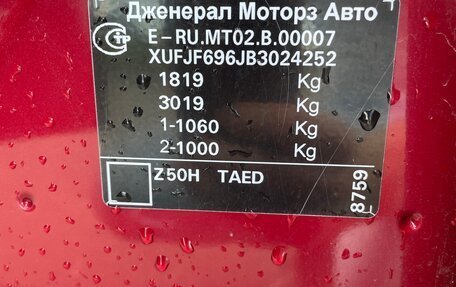 Дженерал Моторз Авто
E-RU.MT02.B.00007
XUFJF696JB3024252
1819 Kg
3019 Kg
1-1060 Kg
2-1000 Kg
Z50H TAED
8759